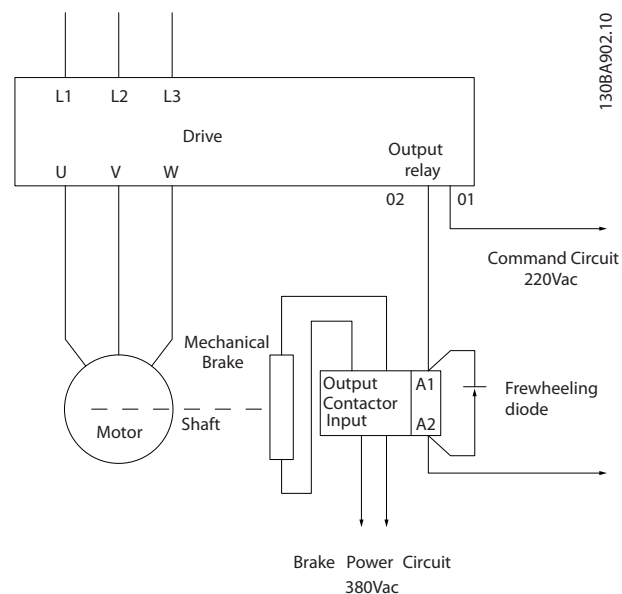 130BA902.10
L1 L2 L3
Drive
U V W
Output
relay
02 01
Command Circuit
220Vac
Mechanical
Brake
Output
Contactor
Input
A1
A2
Frewheeling
diode
Motor
Shaft
Brake Power Circuit
380Vac